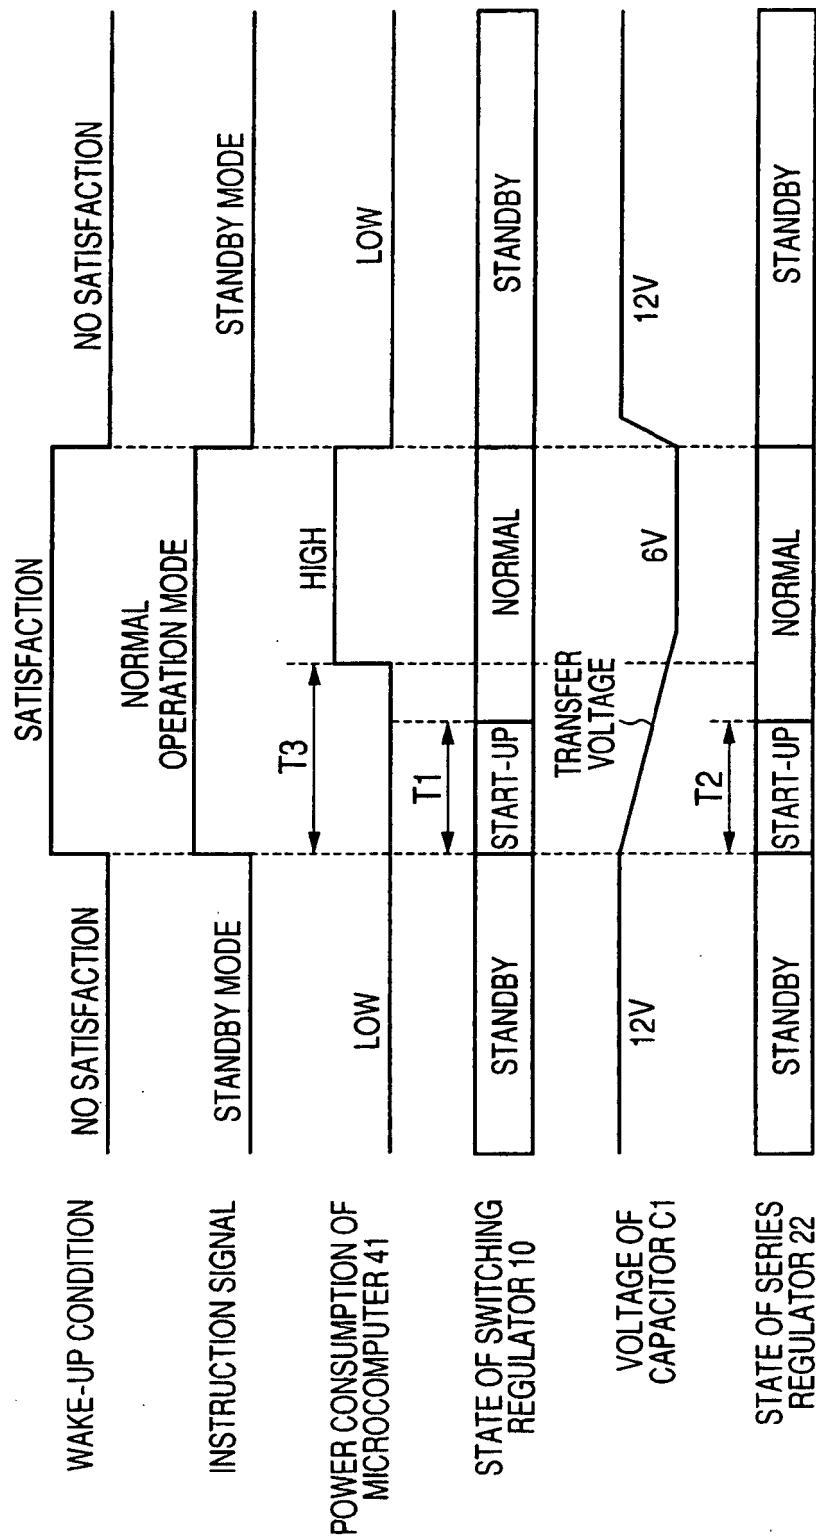 WAKE-UP CONDITION
NO SATISFACTION
SATISFACTION
NO SATISFACTION
INSTRUCTION SIGNAL
STANDBY MODE
NORMAL
OPERATION MODE
STANDBY MODE
POWER CONSUMPTION OF
MICROCOMPUTER 41
LOW
T3
HIGH
LOW
T1
STATE OF SWITCHING
REGULATOR 10
STANDBY
START-UP
NORMAL
STANDBY
VOLTAGE OF
CAPACITOR C1
12V
TRANSFER
VOLTAGE
6V
12V
T2
STATE OF SERIES
REGULATOR 22
STANDBY
START-UP
NORMAL
STANDBY